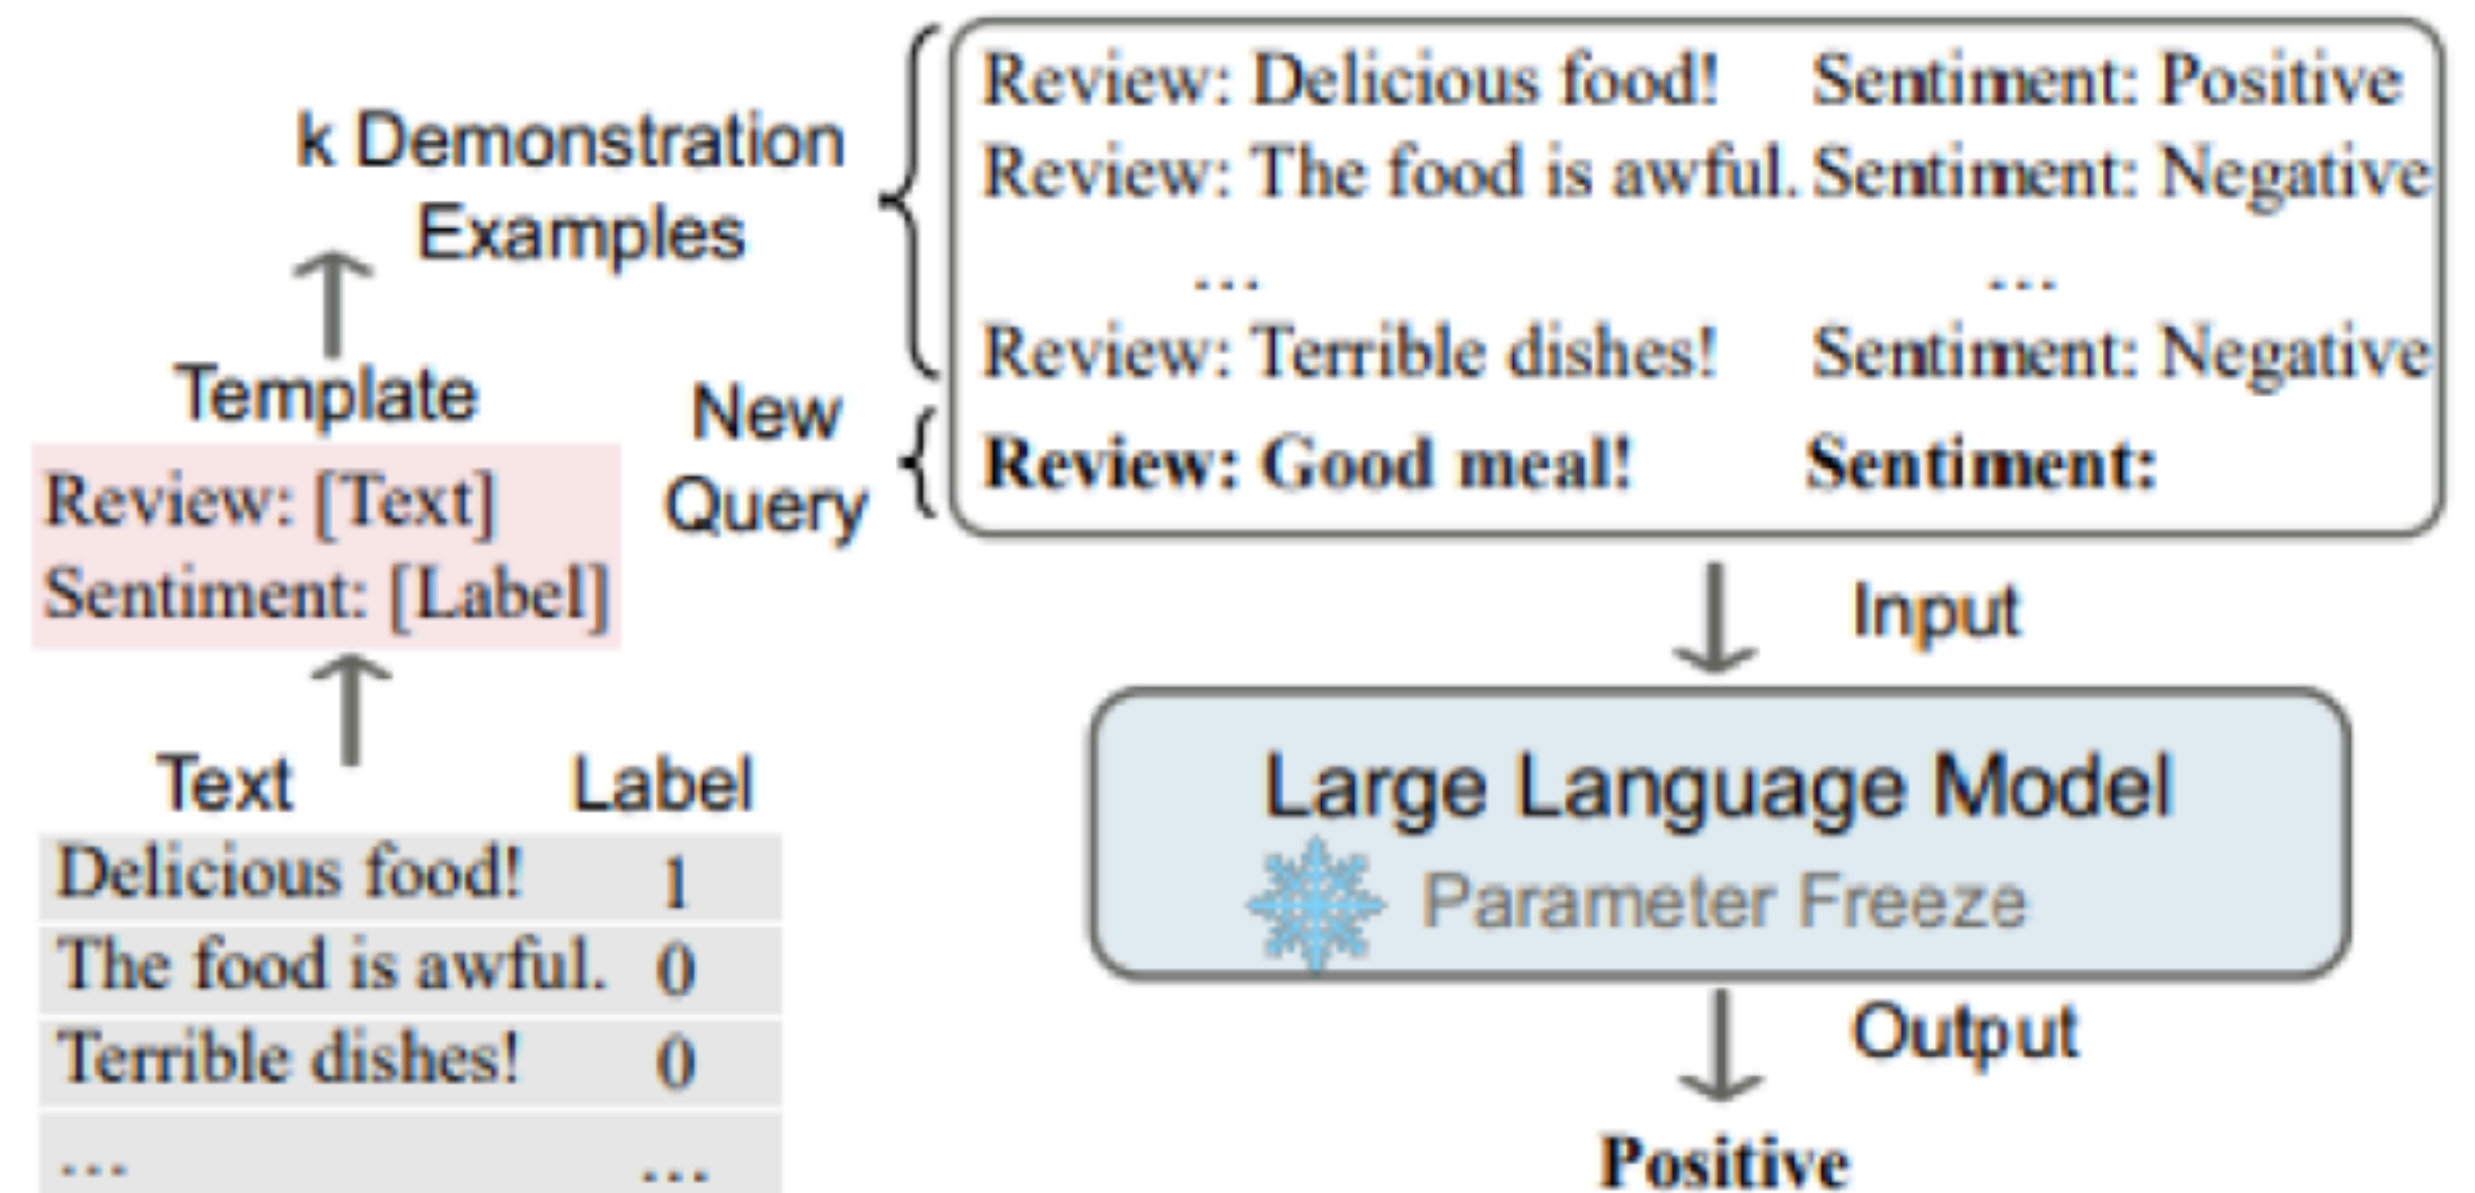 k Demonstration
Examples
Review: Delicious food! Sentiment: Positive
Review: The food is awful. Sentiment: Negative
... ...
Review: Terrible dishes! Sentiment: Negative
New
Query
Review: Good meal! Sentiment:
Template
Review: [Text]
Sentiment: [Label]
Text Label
Delicious food! 1
The food is awful. 0
Terrible dishes! 0
... ...
Input
Large Language Model
Parameter Freeze
Output
Positive